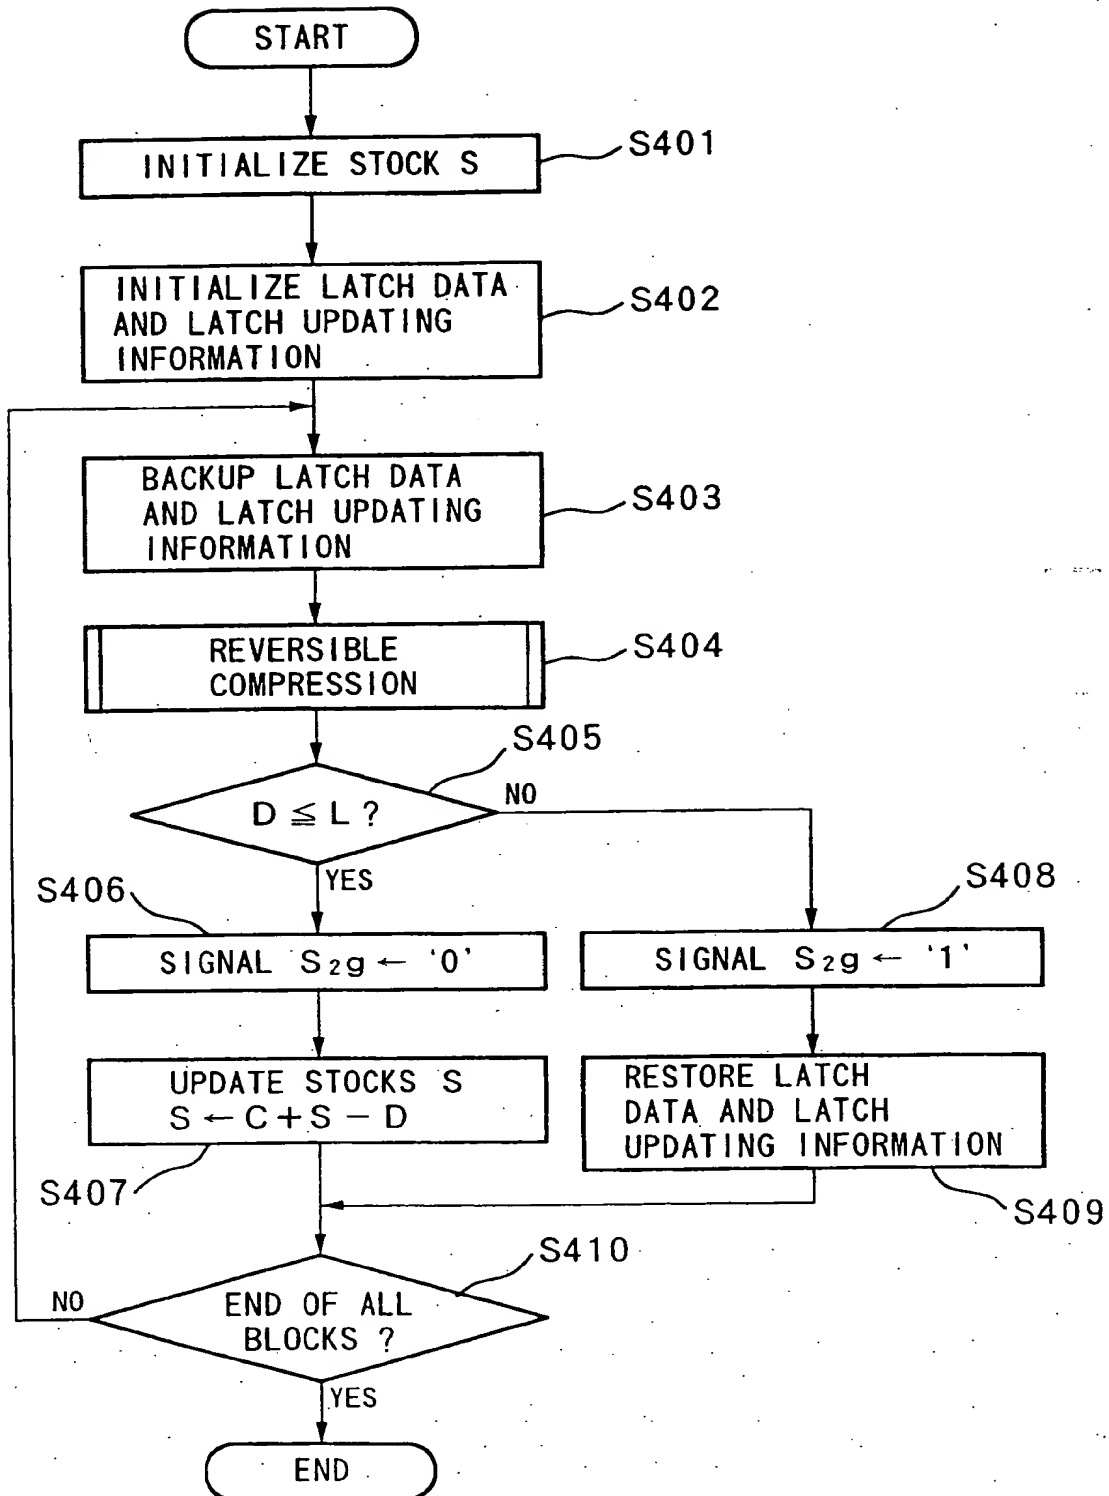 START
INITIALIZE STOCK S
S401
INITIALIZE LATCH DATA
AND LATCH UPDATING
INFORMATION
S402
BACKUP LATCH DATA
AND LATCH UPDATING
INFORMATION
S403
REVERSIBLE
COMPRESSION
S404
S405
D ≦ L ?
NO
YES
S406
SIGNAL S2g ← '0'
S408
SIGNAL S2g ← '1'
UPDATE STOCKS S
S ← C + S − D
S407
RESTORE LATCH
DATA AND LATCH
UPDATING INFORMATION
S409
S410
END OF ALL
BLOCKS ?
NO
YES
END